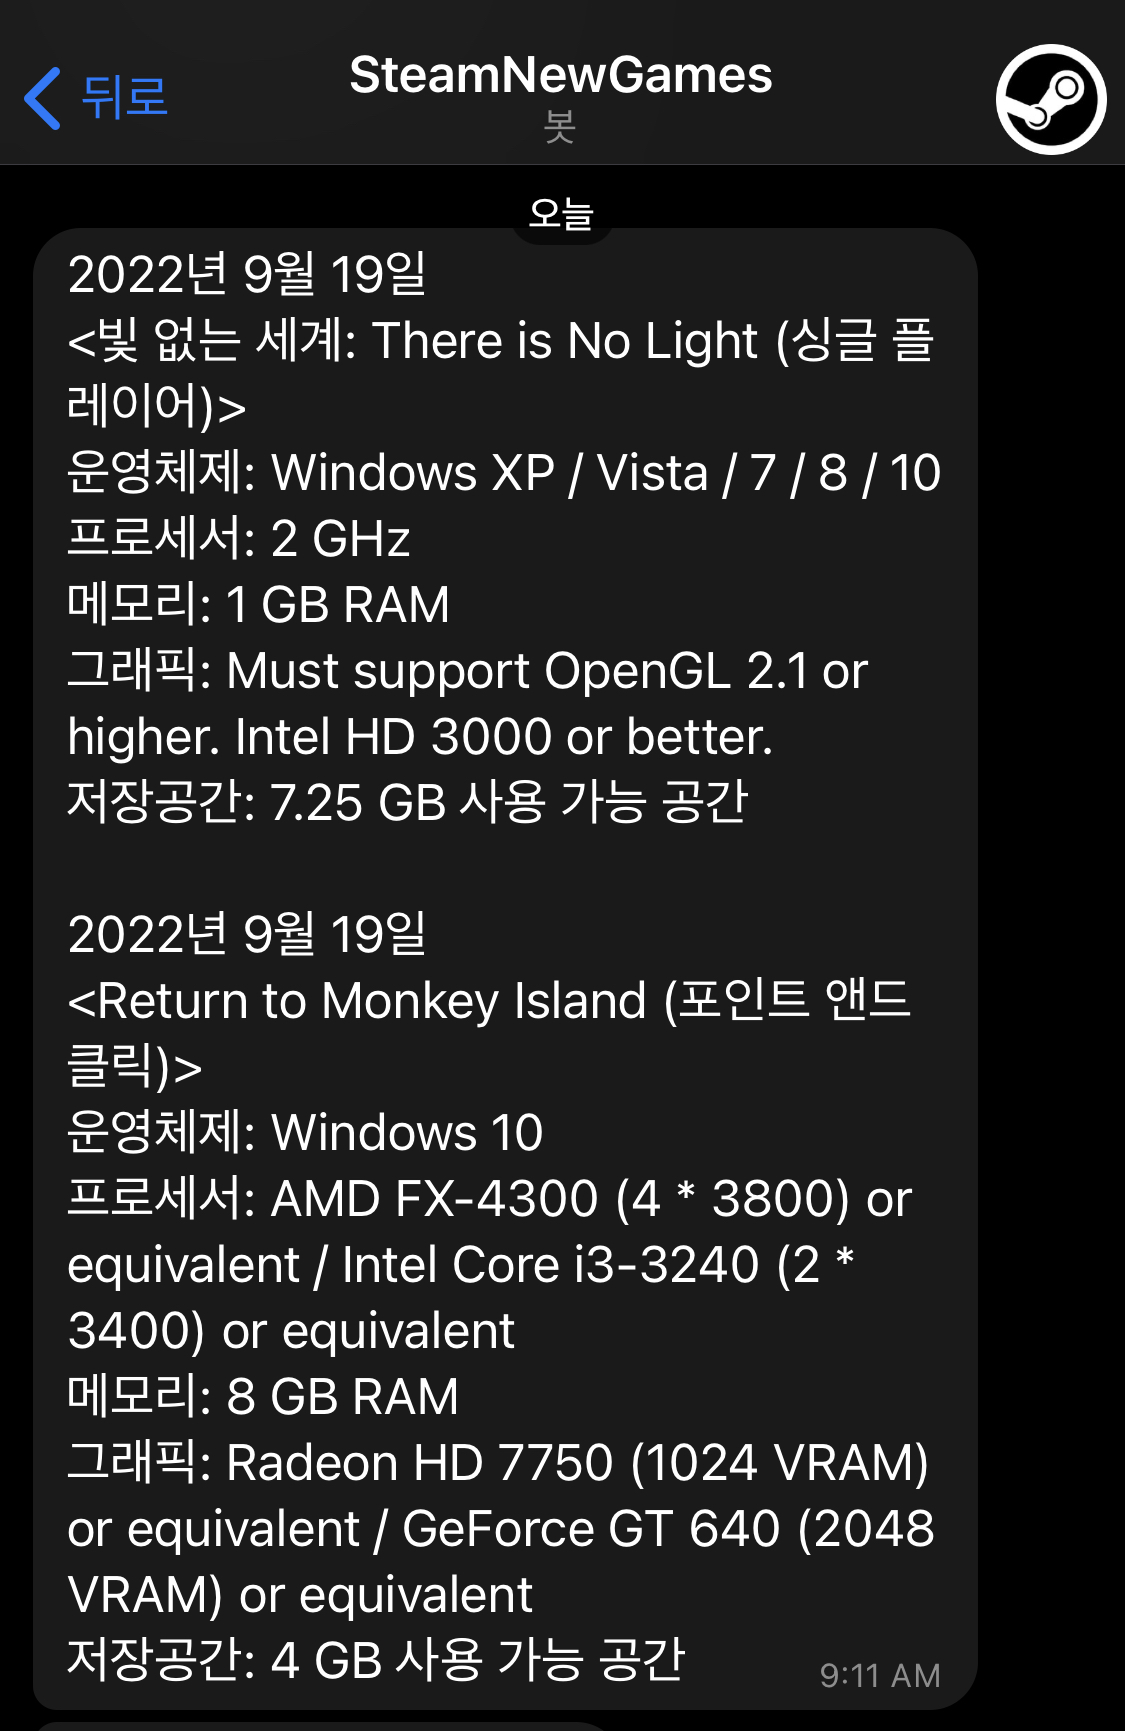 뒤로
SteamNewGames
봇
오늘
2022년 9월 19일
<빛 없는 세계: There is No Light (싱글 플
레이어)>
운영체제: Windows XP / Vista / 7 / 8 / 10
프로세서: 2 GHz
메모리: 1 GB RAM
그래픽: Must support OpenGL 2.1 or
higher. Intel HD 3000 or better.
저장공간: 7.25 GB 사용 가능 공간
2022년 9월 19일
<Return to Monkey Island (포인트 앤드
클릭)>
운영체제: Windows 10
프로세서: AMD FX-4300 (4 * 3800) or
equivalent / Intel Core i3-3240 (2 *
3400) or equivalent
메모리: 8 GB RAM
그래픽: Radeon HD 7750 (1024 VRAM)
or equivalent / GeForce GT 640 (2048
VRAM) or equivalent
저장공간: 4 GB 사용 가능 공간
9:11 AM